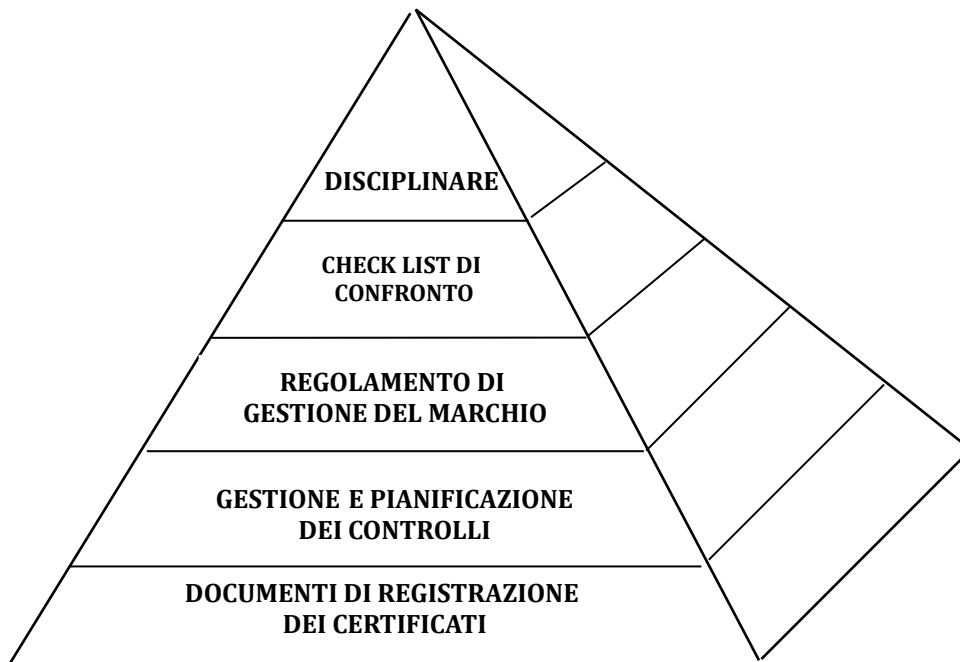 DISCIPLINARE
CHECK LIST DI
CONFRONTO
REGOLAMENTO DI
GESTIONE DEL MARCHIO
GESTIONE E PIANIFICAZIONE
DEI CONTROLLI
DOCUMENTI DI REGISTRAZIONE
DEI CERTIFICATI